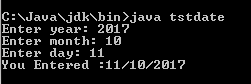 C:\Java\jdk\bin>java tstdate
Enter year: 2017
Enter month: 10
Enter day: 11
You Entered :11/10/2017